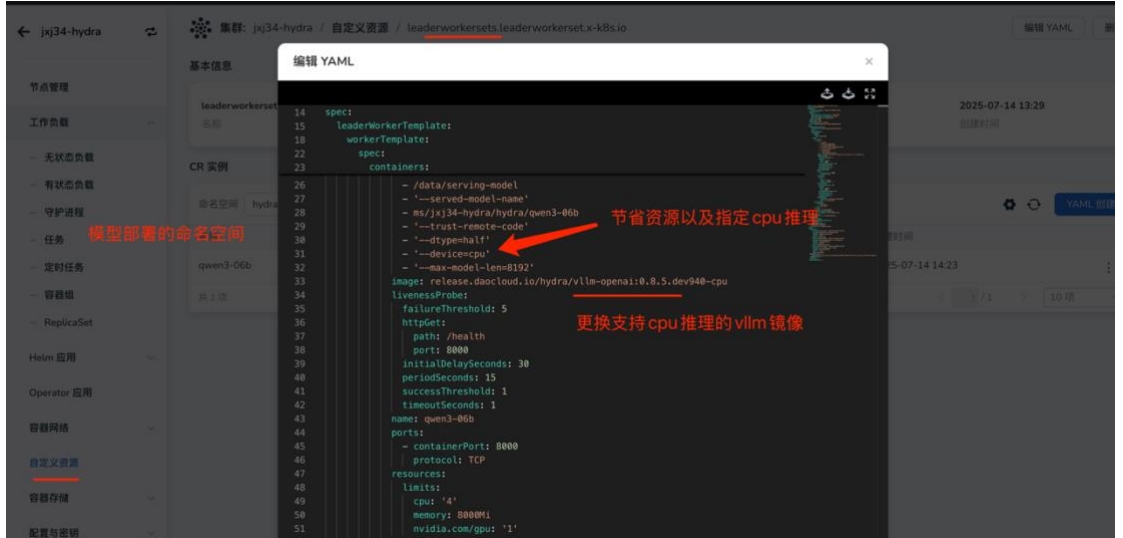 jxj34-hydra
集群: jxj34-hydra / 自定义资源 / leaderworkersets.leaderworkerset.x-k8s.io
编辑 YAML
基本信息
编辑 YAML
节点管理
leaderworkerset
名称
2025-07-14 13:29
创建时间
工作负载
无状态负载
CR 实例
有状态负载
命名空间 hydra
YAML 创建
守护进程
模型部署的命名空间
任务
定时任务
qwen3-06b
25-07-14 14:23
容器组
共 1 项
1 / 1
10 项
ReplicaSet
Helm 应用
Operator 应用
容器网络
自定义资源
容器存储
配置与密钥
14 spec:
15 leaderWorkerTemplate:
18 workerTemplate:
22 spec:
23 containers:
26 - /data/serving-model
27 - '--served-model-name'
28 - ms/jxj34-hydra/hydra/qwen3-06b
29 - '--trust-remote-code'
30 - '--dtype=half'
31 - '--device=cpu'
32 - '--max-model-len=8192'
节省资源以及指定 cpu 推理
33 image: release.daocloud.io/hydra/vllm-openai:0.8.5.dev940-cpu
34 livenessProbe:
35 failureThreshold: 5
36 httpGet:
更换支持 cpu 推理的 vllm 镜像
37 path: /health
38 port: 8000
39 initialDelaySeconds: 30
40 periodSeconds: 15
41 successThreshold: 1
42 timeoutSeconds: 1
43 name: qwen3-06b
44 ports:
45 - containerPort: 8000
46 protocol: TCP
47 resources:
48 limits:
49 cpu: '4'
50 memory: 8000Mi
51 nvidia.com/gpu: '1'